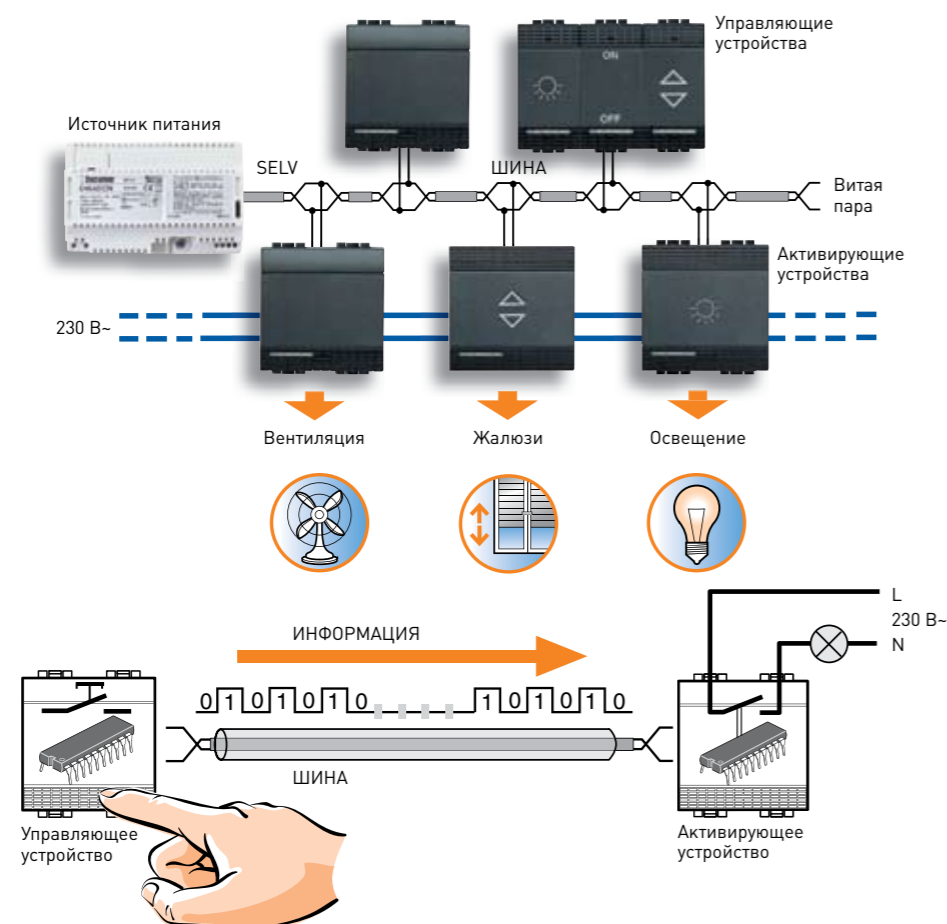 Управляющие
устройства
ON
OFF
Источник питания
SELV
ШИНА
Витая
пара
Активирующие
устройства
230 В~
Вентиляция
Жалюзи
Освещение
L
230 В~
N
ИНФОРМАЦИЯ
0 1 0 1 0 1 0 1 0 1 0 1 0
ШИНА
Управляющее
устройство
Активирующее
устройство